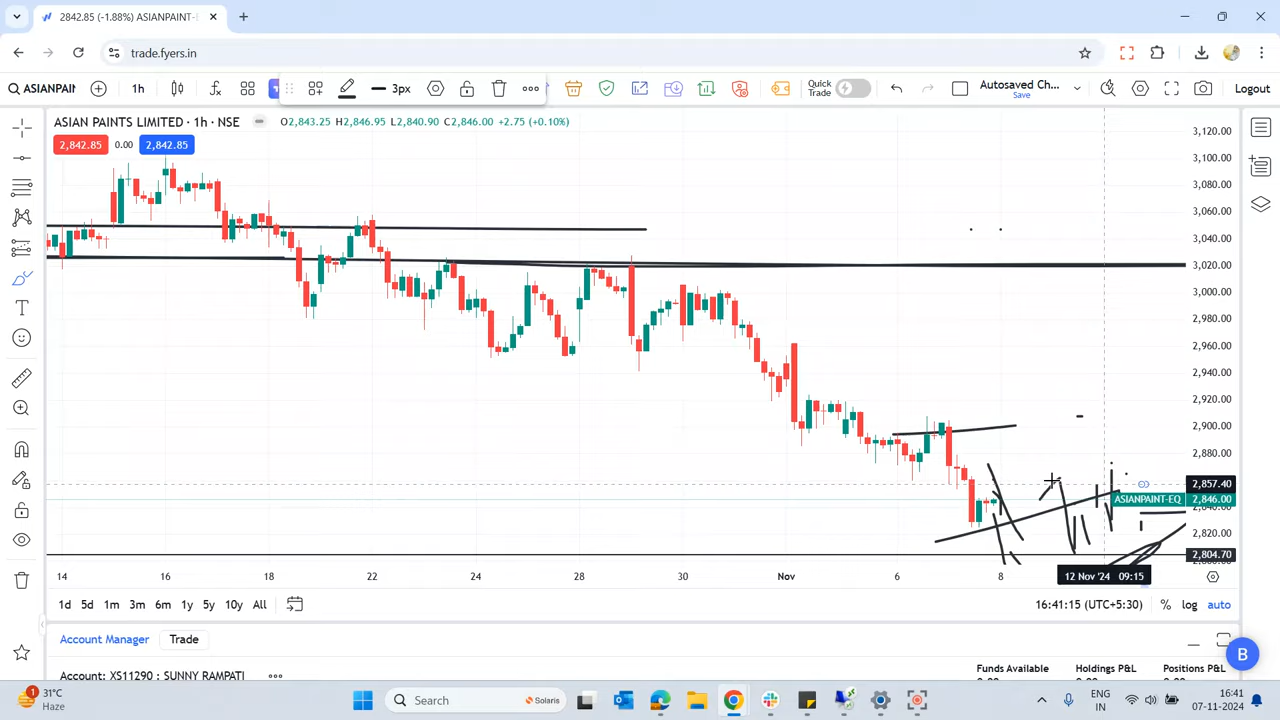 2842.85 (-1.88%) ASIANPAINT-E
trade.fyers.in
ASIANPAIN
1h
3px
Quick Trade
Autosaved Ch...
Save
Logout
ASIAN PAINTS LIMITED · 1h · NSE
O2,843.25 H2,846.95 L2,840.90 C2,846.00 +2.75 (+0.10%)
2,842.85 0.00 2,842.85
3,120.00
3,100.00
3,080.00
3,060.00
3,040.00
3,020.00
3,000.00
2,980.00
2,960.00
2,940.00
2,920.00
2,900.00
2,880.00
2,857.40
ASIANPAINT-EQ 2,846.00
2,840.00
2,820.00
2,804.70
14 16 18 22 24 28 30 Nov 6 8 12 Nov '24 09:15
1d 5d 1m 3m 6m 1y 5y 10y All
16:41:15 (UTC+5:30) % log auto
Account Manager Trade
Account: XS11290 : SUNNY RAMPATI
Funds Available Holdings P&L Positions P&L
B
1
31°C
Haze
Search
Solaris
ENG
IN
16:41
07-11-2024